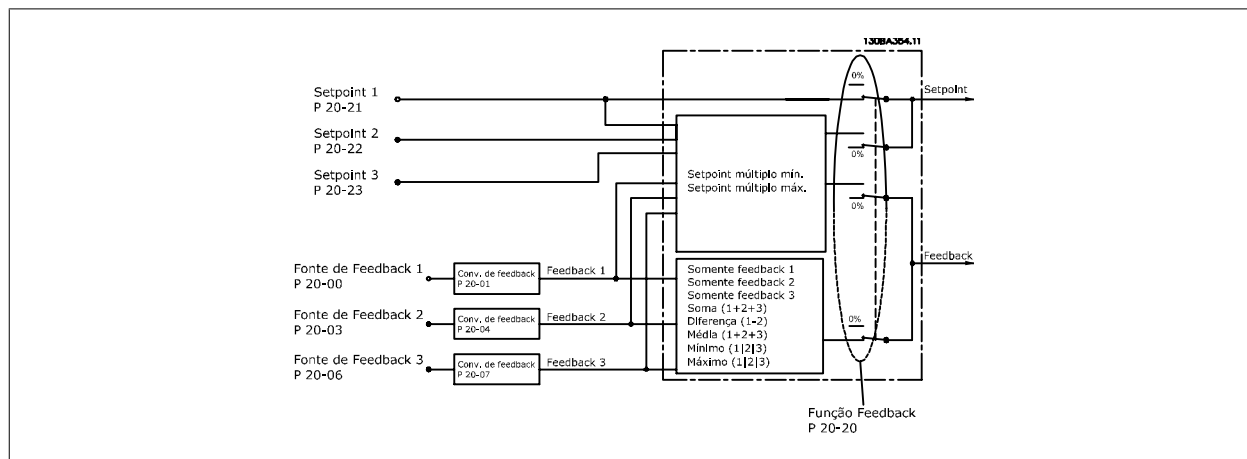 130BA354.11
Setpoint 1
P 20-21
Setpoint 2
P 20-22
Setpoint 3
P 20-23
0%
Setpoint
0%
Setpoint múltiplo mín.
Setpoint múltiplo máx.
0%
Feedback
Fonte de Feedback 1
P 20-00
Conv. de feedback
P 20-01
Feedback 1
Fonte de Feedback 2
P 20-03
Conv. de feedback
P 20-04
Feedback 2
Fonte de Feedback 3
P 20-06
Conv. de feedback
P 20-07
Feedback 3
Somente feedback 1
Somente feedback 2
Somente feedback 3
Soma (1+2+3)
Diferença (1-2)
Média (1+2+3)
Mínimo (1|2|3)
Máximo (1|2|3)
0%
Função Feedback
P 20-20